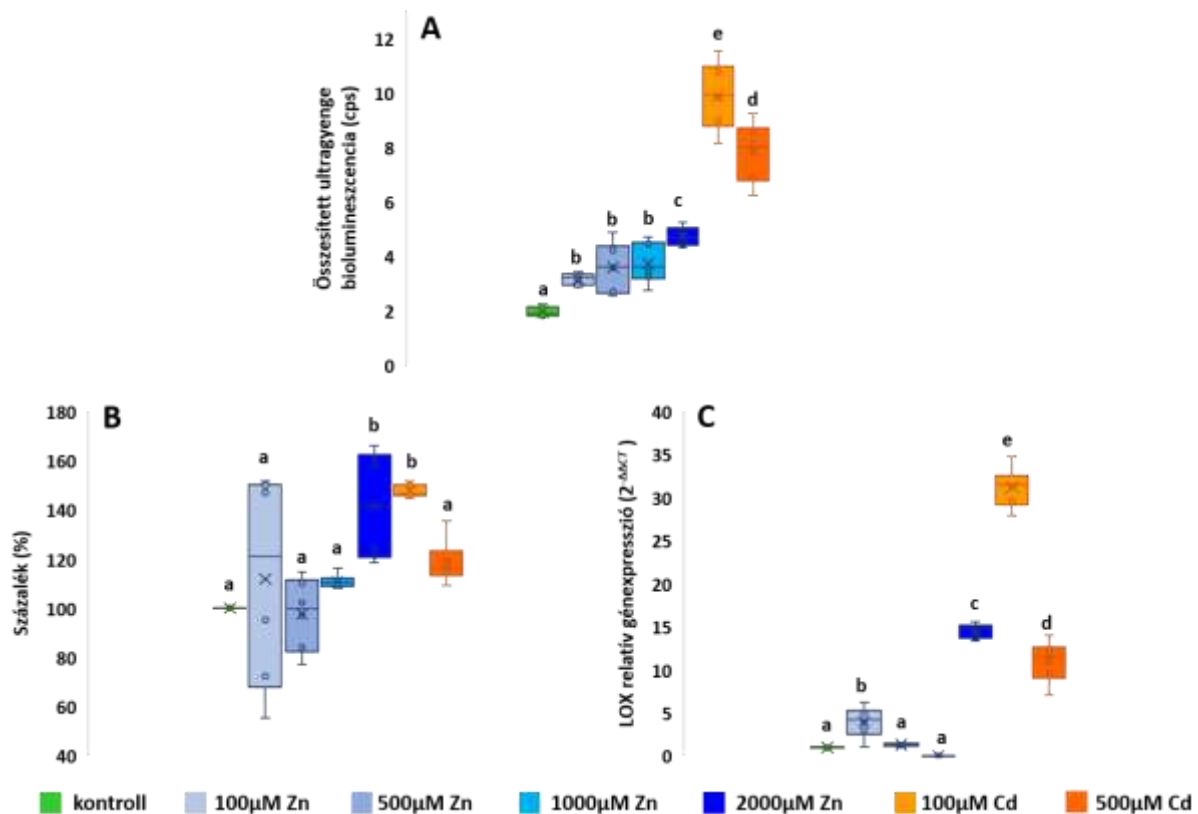 A
Összesített ultragyenge
biolumineszcencia (cps)
12
10
8
6
4
2
0
a
b
b
b
c
e
d
B
Százalék (%)
180
160
140
120
100
80
60
40
a
a
a
a
b
b
a
C
LOX relatív génexpresszió (2^-ΔΔCT)
40
35
30
25
20
15
10
5
0
a
b
a
a
c
e
d
kontroll
100µM Zn
500µM Zn
1000µM Zn
2000µM Zn
100µM Cd
500µM Cd